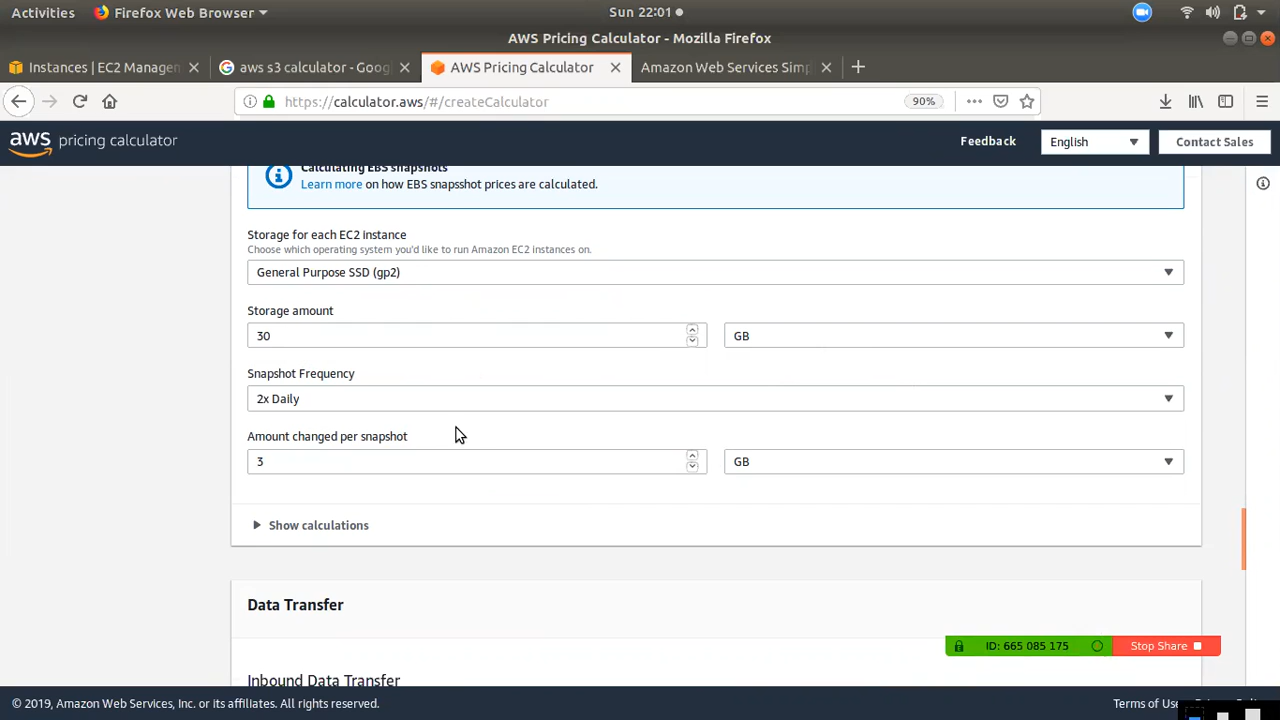 Activities Firefox Web Browser Sun 22:01
AWS Pricing Calculator - Mozilla Firefox
Instances | EC2 Managem aws s3 calculator - Goog AWS Pricing Calculator Amazon Web Services Simp
https://calculator.aws/#/createCalculator 90%
aws pricing calculator Feedback English Contact Sales
Calculating EBS snapshots
Learn more on how EBS snapsshot prices are calculated.
Storage for each EC2 instance
Choose which operating system you'd like to run Amazon EC2 instances on.
General Purpose SSD (gp2)
Storage amount
30 GB
Snapshot Frequency
2x Daily
Amount changed per snapshot
3 GB
Show calculations
Data Transfer
ID: 665 085 175 Stop Share
Inbound Data Transfer
© 2019, Amazon Web Services, Inc. or its affiliates. All rights reserved. Terms of Use